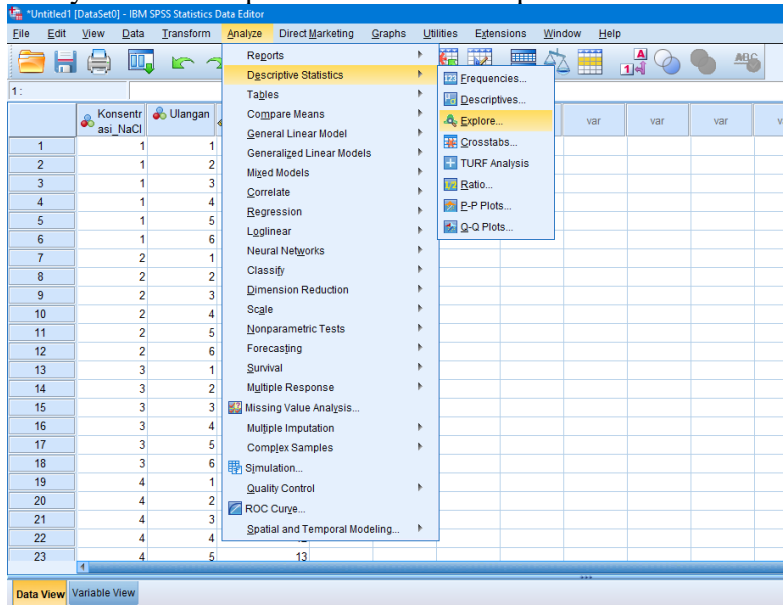 *Untitled1 [DataSet0] - IBM SPSS Statistics Data Editor
File Edit View Data Transform Analyze Direct Marketing Graphs Utilities Extensions Window Help
1:
Konsentr
asi_NaCl
Ulangan
var var var
1 1 1
2 1 2
3 1 3
4 1 4
5 1 5
6 1 6
7 2 1
8 2 2
9 2 3
10 2 4
11 2 5
12 2 6
13 3 1
14 3 2
15 3 3
16 3 4
17 3 5
18 3 6
19 4 1
20 4 2
21 4 3
22 4 4
23 4 5 13
Reports
Descriptive Statistics
Tables
Compare Means
General Linear Model
Generalized Linear Models
Mixed Models
Correlate
Regression
Loglinear
Neural Networks
Classify
Dimension Reduction
Scale
Nonparametric Tests
Forecasting
Survival
Multiple Response
Missing Value Analysis...
Multiple Imputation
Complex Samples
Simulation...
Quality Control
ROC Curve...
Spatial and Temporal Modeling...
Frequencies...
Descriptives...
Explore...
Crosstabs...
TURF Analysis
Ratio...
P-P Plots...
Q-Q Plots...
Data View Variable View